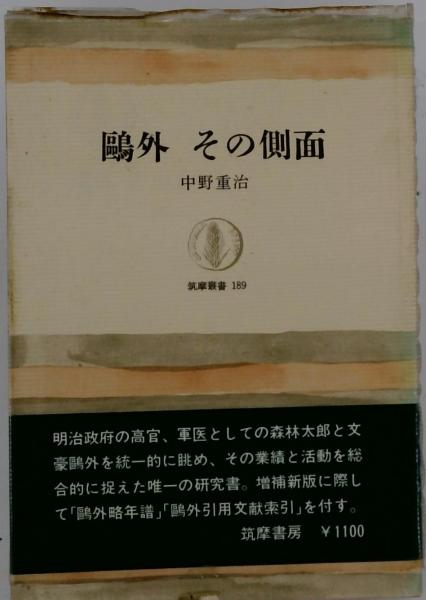 鷗外 その側面
中野重治
筑摩叢書 189
明治政府の高官、軍医としての森林太郎と文
豪鷗外を統一的に眺め、その業績と活動を総
合的に捉えた唯一の研究書。増補新版に際し
て「鷗外略年譜」「鷗外引用文献索引」を付す。
筑摩書房 ¥1100